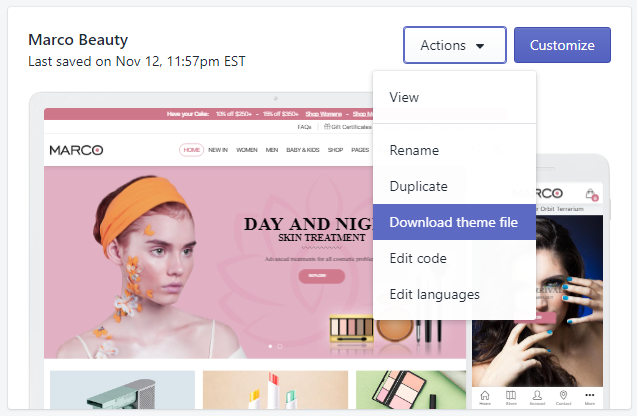 Marco Beauty
Last saved on Nov 12, 11:57pm EST
Actions
Customize
View
Rename
Duplicate
Download theme file
Edit code
Edit languages
Have your Cake: 10% off $250+ - 15% off $350+ Shop Womens - Shop
FAQs | Gift Certificates
MARCO
HOME NEW IN WOMEN MEN BABY & KIDS SHOP PAGES
DAY AND NIG
SKIN TREATMENT
Advanced treatments for all cosmetic proble
EXPLORE
RCO
r Orbit Terrarium
RRIVAL
Home Store Account Contact More